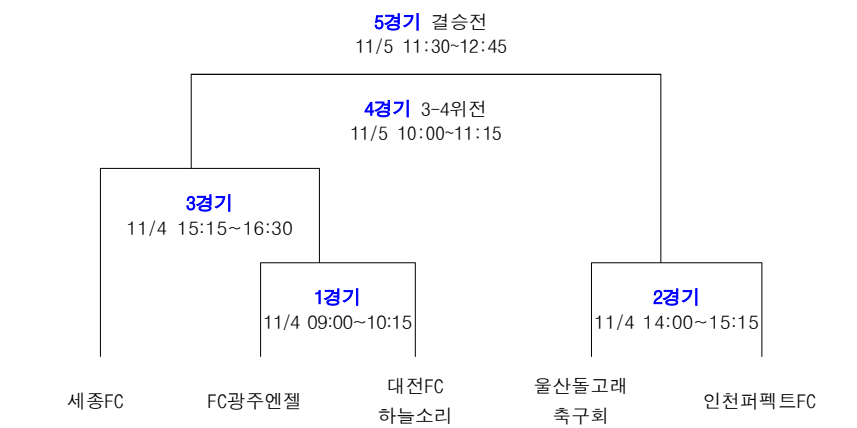 5경기 결승전
11/5 11:30~12:45
4경기 3-4위전
11/5 10:00~11:15
3경기
11/4 15:15~16:30
1경기
11/4 09:00~10:15
2경기
11/4 14:00~15:15
세종FC
FC광주엔젤
대전FC
하늘소리
울산돌고래
축구회
인천퍼펙트FC